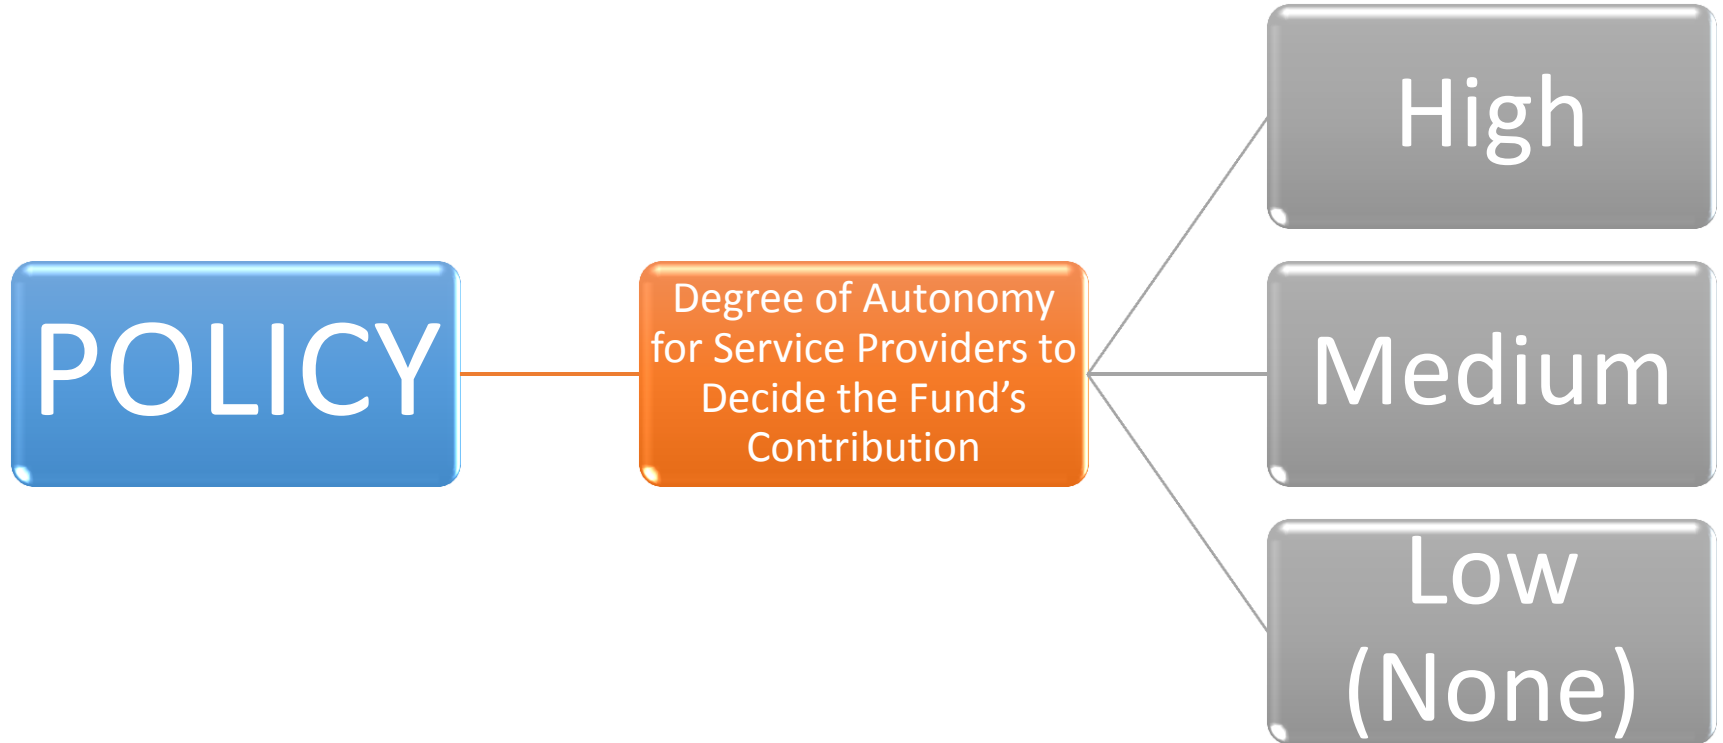 POLICY
Degree of Autonomy
for Service Providers to
Decide the Fund’s
Contribution
High
Medium
Low
(None)